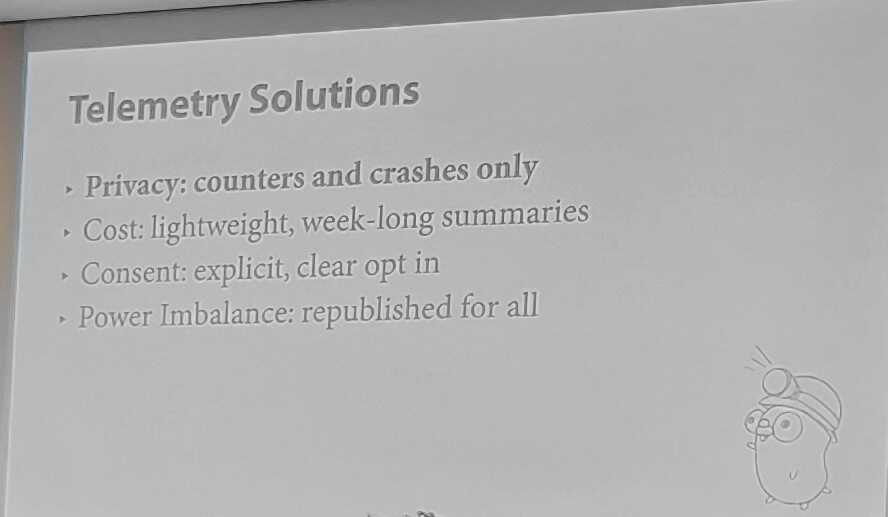 Telemetry Solutions
‣ Privacy: counters and crashes only
‣ Cost: lightweight, week-long summaries
‣ Consent: explicit, clear opt in
‣ Power Imbalance: republished for all